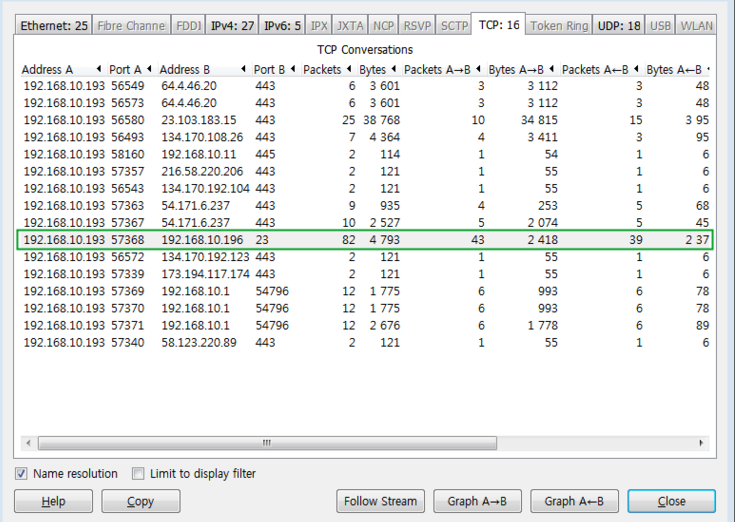 Ethernet: 25 Fibre Channe FDDI IPv4: 27 IPv6: 5 IPX JXTA NCP RSVP SCTP TCP: 16 Token Ring UDP: 18 USB WLAN
TCP Conversations
Address A Port A Address B Port B Packets Bytes Packets A→B Bytes A→B Packets A←B Bytes A←B
192.168.10.193 56549 64.4.46.20 443 6 3 601 3 3 112 3 48
192.168.10.193 56573 64.4.46.20 443 6 3 601 3 3 112 3 48
192.168.10.193 56580 23.103.183.15 443 25 38 768 10 34 815 15 3 95
192.168.10.193 56493 134.170.108.26 443 7 4 364 4 3 411 3 95
192.168.10.193 58160 192.168.10.11 445 2 114 1 54 1 6
192.168.10.193 57357 216.58.220.206 443 2 121 1 55 1 6
192.168.10.193 56543 134.170.192.104 443 2 121 1 55 1 6
192.168.10.193 57363 54.171.6.237 443 9 935 4 253 5 68
192.168.10.193 57367 54.171.6.237 443 10 2 527 5 2 074 5 45
192.168.10.193 57368 192.168.10.196 23 82 4 793 43 2 418 39 2 37
192.168.10.193 56572 134.170.192.123 443 2 121 1 55 1 6
192.168.10.193 57339 173.194.117.174 443 2 121 1 55 1 6
192.168.10.193 57369 192.168.10.1 54796 12 1 775 6 993 6 78
192.168.10.193 57370 192.168.10.1 54796 12 1 775 6 993 6 78
192.168.10.193 57371 192.168.10.1 54796 12 2 676 6 1 778 6 89
192.168.10.193 57340 58.123.220.89 443 2 121 1 55 1 6
Name resolution Limit to display filter
Help Copy Follow Stream Graph A→B Graph A←B Close